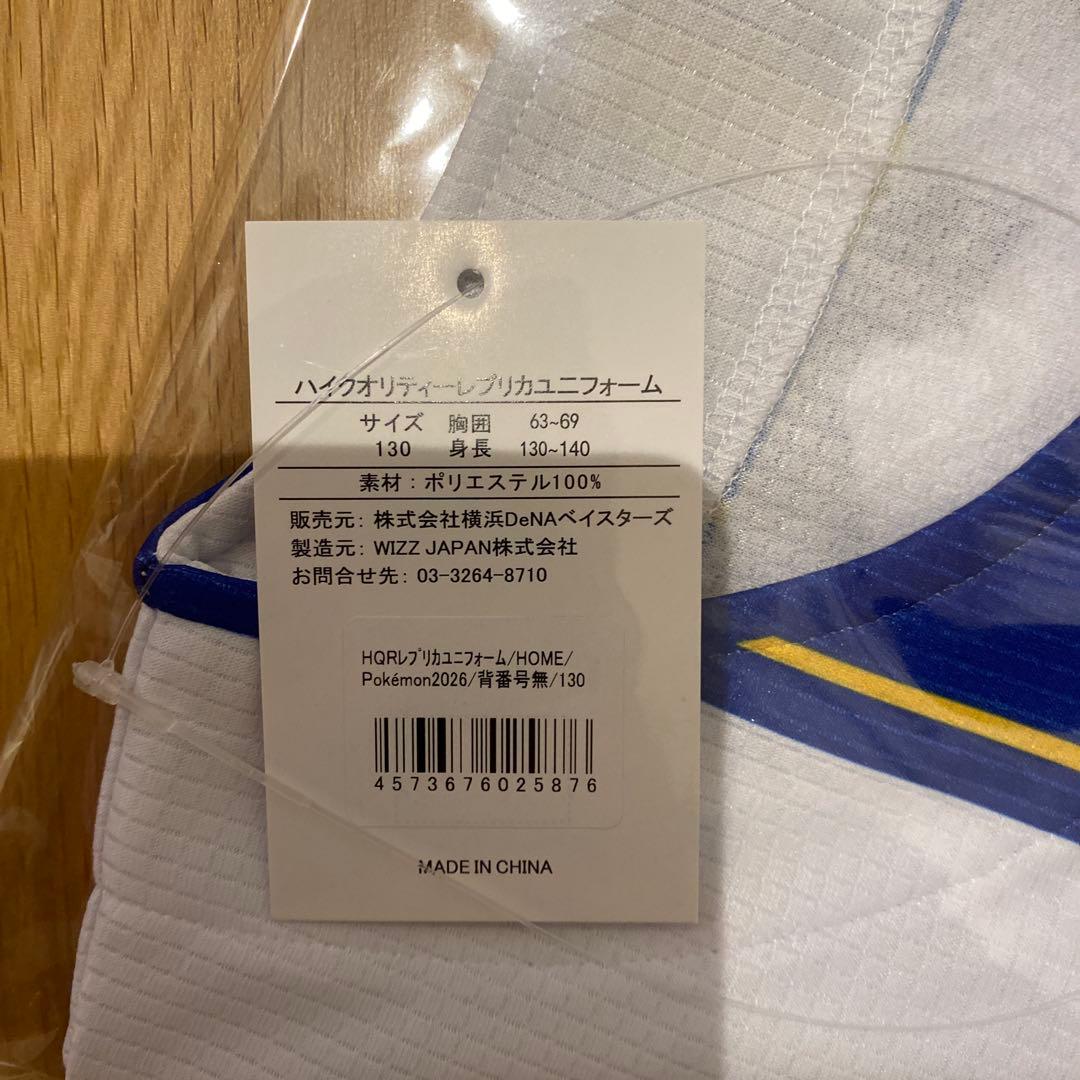 ハイクオリティーレプリカユニフォーム
サイズ 胸囲 63~69
130 身長 130~140
素材：ポリエステル100%
販売元：株式会社横浜DeNAベイスターズ
製造元：WIZZ JAPAN株式会社
お問合せ先：03-3264-8710
HQRﾚﾌﾟﾘｶﾕﾆﾌｫｰﾑ/HOME/
Pokémon2026/背番号無/130
4573676025876
MADE IN CHINA